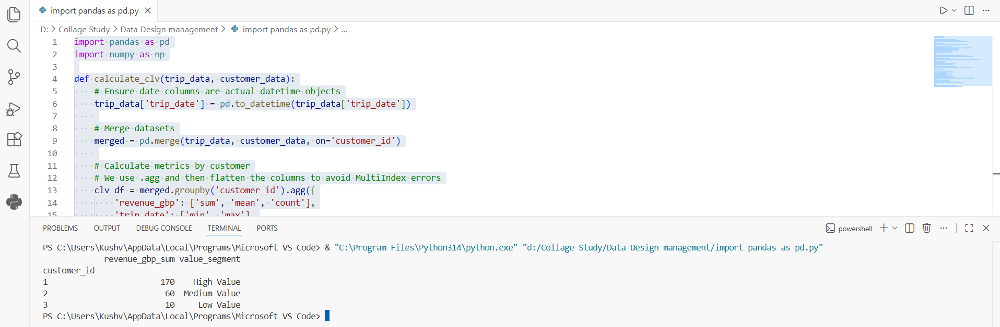 import pandas as pd.py
D: > Collage Study > Data Design management > import pandas as pd.py > ...
1 import pandas as pd
2 import numpy as np
3
4 def calculate_clv(trip_data, customer_data):
5 # Ensure date columns are actual datetime objects
6 trip_data['trip_date'] = pd.to_datetime(trip_data['trip_date'])
7
8 # Merge datasets
9 merged = pd.merge(trip_data, customer_data, on='customer_id')
10
11 # Calculate metrics by customer
12 # We use .agg and then flatten the columns to avoid MultiIndex errors
13 clv_df = merged.groupby('customer_id').agg({
14 'revenue_gbp': ['sum', 'mean', 'count'],
15 'trip_date': ['min', 'max']
PROBLEMS OUTPUT DEBUG CONSOLE TERMINAL PORTS powershell
PS C:\Users\Kushv\AppData\Local\Programs\Microsoft VS Code> & "C:\Program Files\Python314\python.exe" "d:/Collage Study/Data Design management/import pandas as pd.py"
revenue_gbp_sum value_segment
customer_id
1 170 High Value
2 60 Medium Value
3 10 Low Value
PS C:\Users\Kushv\AppData\Local\Programs\Microsoft VS Code>